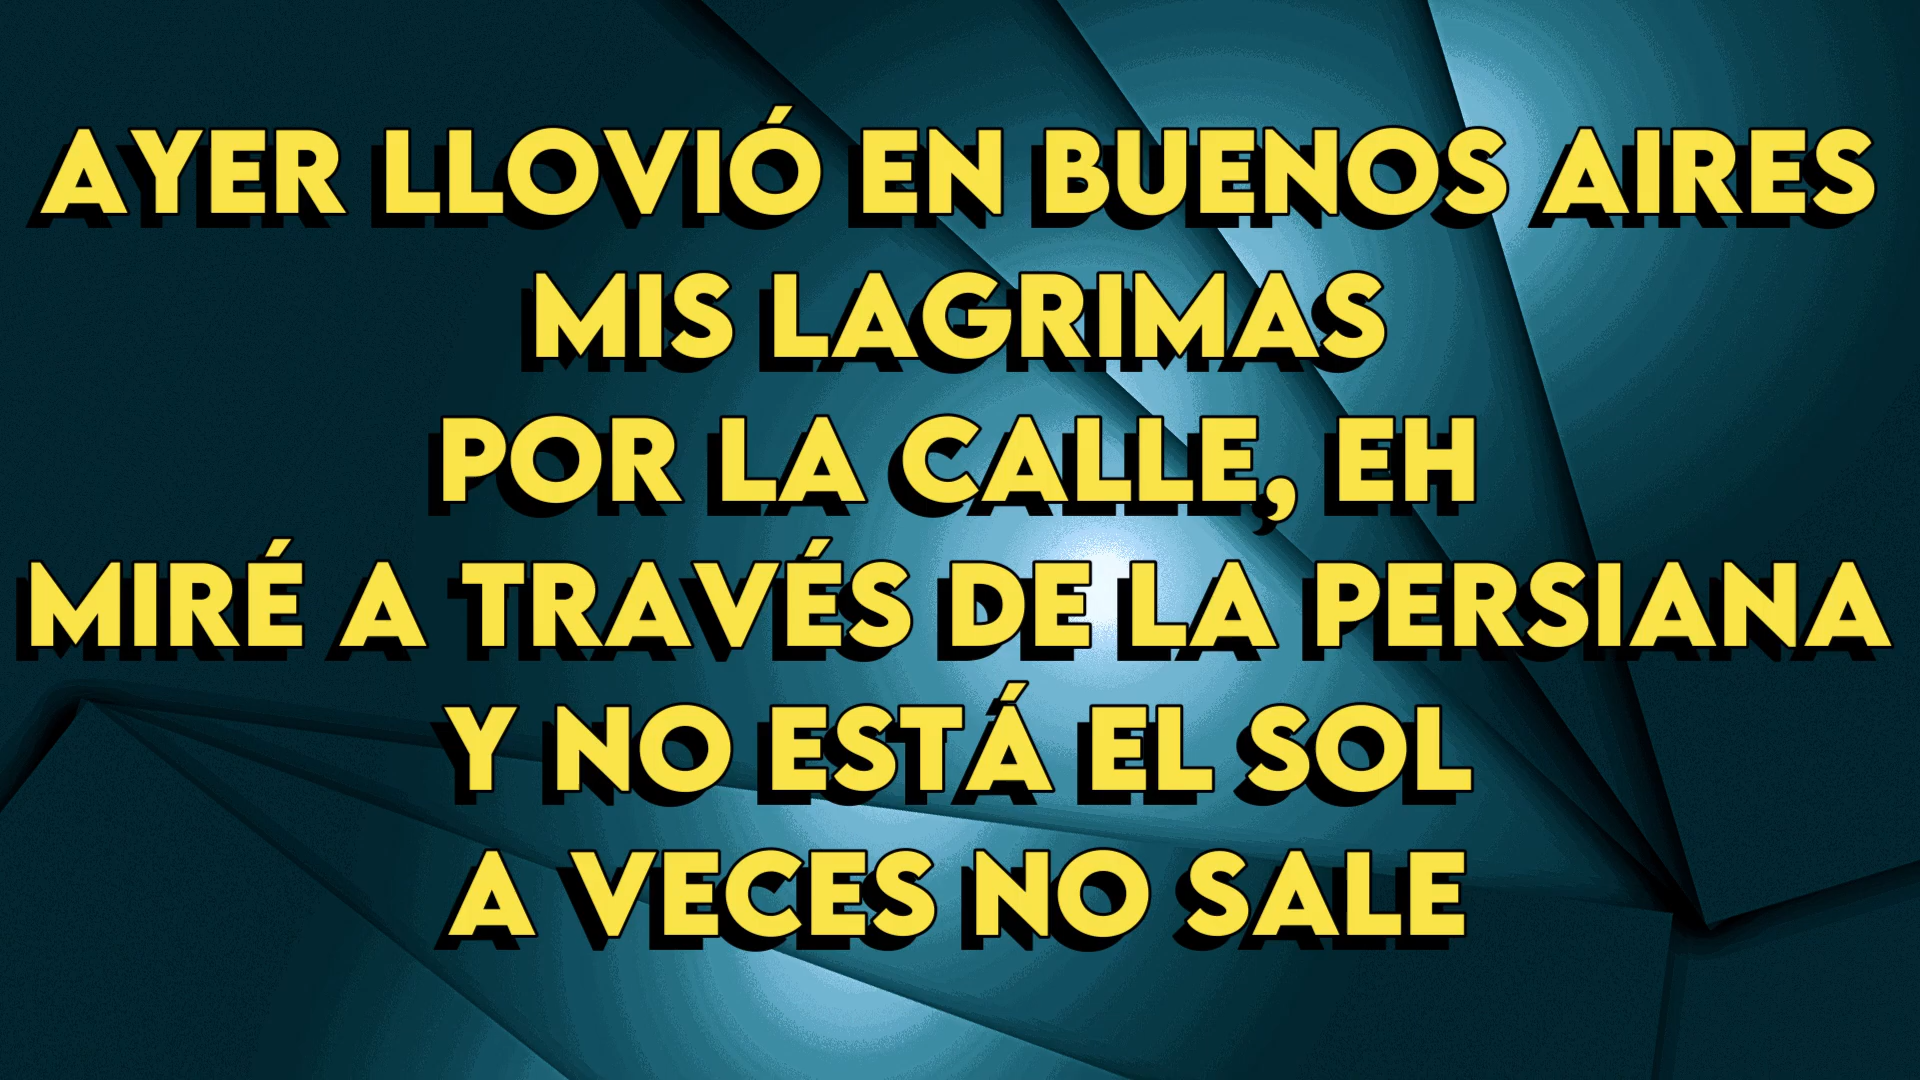 AYER LLOVIÓ EN BUENOS AIRES
MIS LAGRIMAS
POR LA CALLE, EH
MIRÉ A TRAVÉS DE LA PERSIANA
Y NO ESTÁ EL SOL
A VECES NO SALE